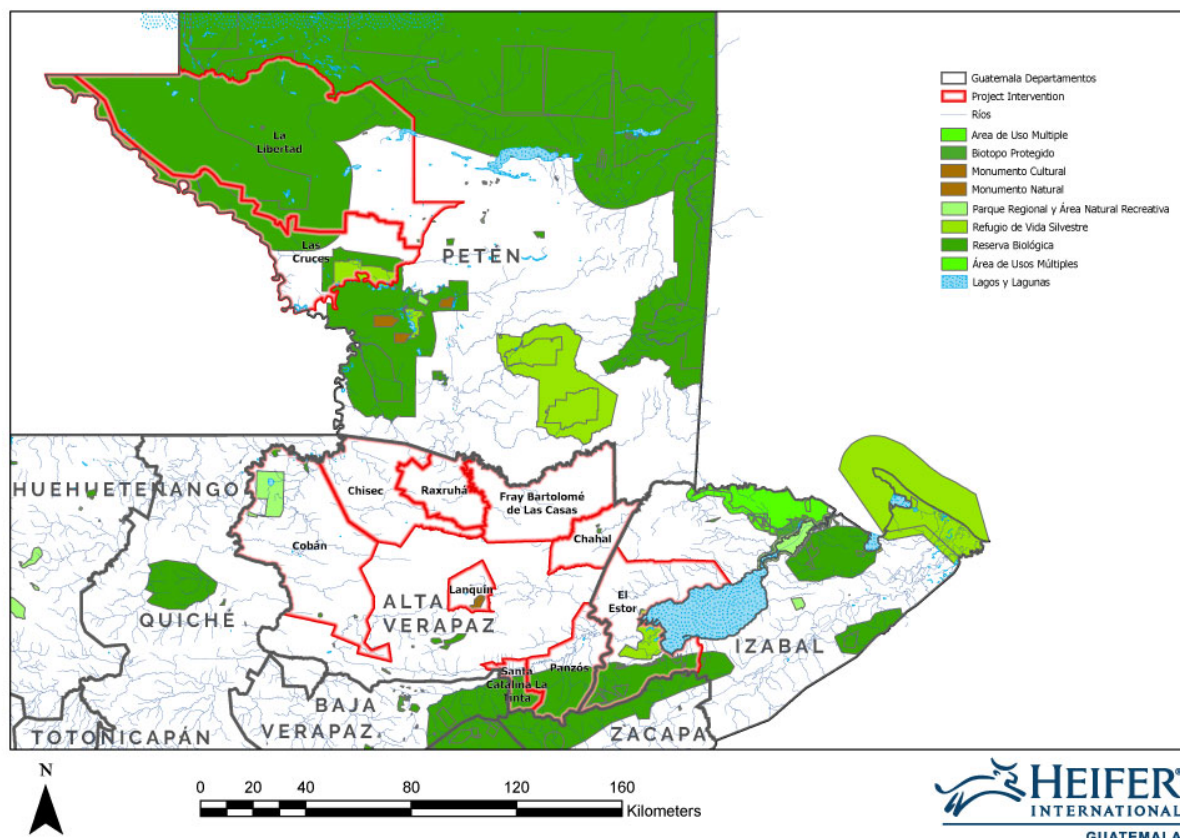 Guatemala Departamentos
Project Intervention
Ríos
Area de Uso Multiple
Biotopo Protegido
Monumento Cultural
Monumento Natural
Parque Regional y Área Natural Recreativa
Refugio de Vida Silvestre
Reserva Biológica
Área de Usos Múltiples
Lagos y Lagunas
La
Libertad
Las
Cruces
PETÉN
HUEHUETENANGO
Chisec
Raxruhá
Fray Bartolomé
de Las Casas
Cobán
Chahal
Lanquín
El
Estor
ALTA
VERAPAZ
QUICHÉ
IZABAL
Santa
Catalina La
Tinta
Panzós
BAJA
VERAPAZ
TOTONICAPÁN
ZACAPA
N
0 20 40 80 120 160
Kilometers
HEIFER®
INTERNATIONAL
GUATEMALA